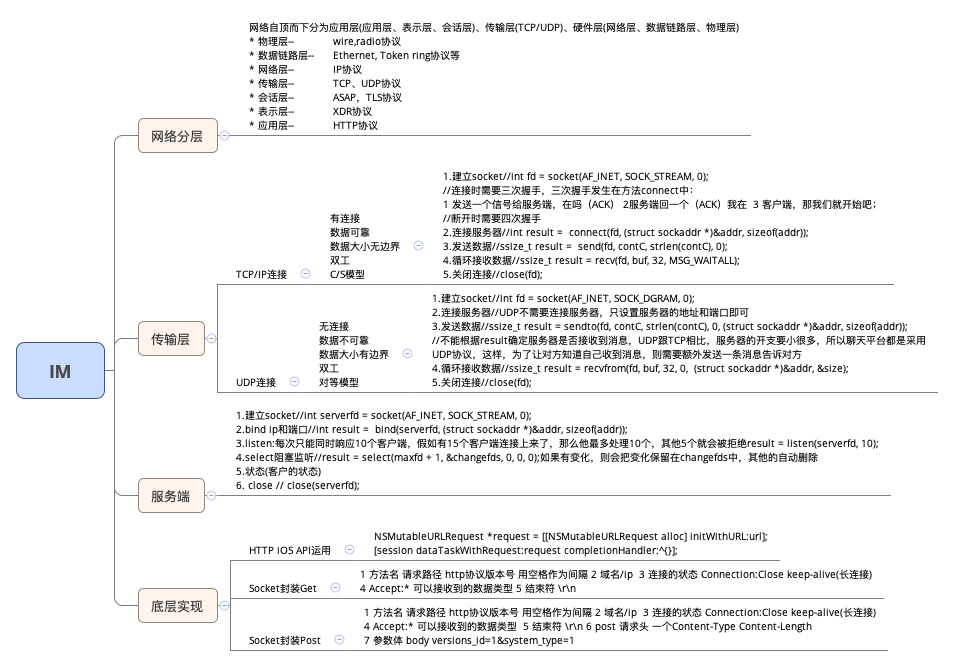 网络自顶而下分为应用层(应用层、表示层、会话层)、传输层(TCP/UDP)、硬件层(网络层、数据链路层、物理层)
* 物理层-- wire,radio协议
* 数据链路层-- Ethernet, Token ring协议等
* 网络层-- IP协议
* 传输层-- TCP、UDP协议
* 会话层-- ASAP，TLS协议
* 表示层-- XDR协议
* 应用层-- HTTP协议
网络分层
1.建立socket//int fd = socket(AF_INET, SOCK_STREAM, 0);
//连接时需要三次握手，三次握手发生在方法connect中：
1 发送一个信号给服务端，在吗（ACK） 2服务端回一个（ACK）我在 3 客户端，那我们就开始吧；
//断开时需要四次握手
2.连接服务器//int result = connect(fd, (struct sockaddr *)&addr, sizeof(addr));
3.发送数据//ssize_t result = send(fd, contC, strlen(contC), 0);
4.循环接收数据//ssize_t result = recv(fd, buf, 32, MSG_WAITALL);
5.关闭连接//close(fd);
有连接
数据可靠
数据大小无边界
双工
C/S模型
TCP/IP连接
传输层
1.建立socket//int fd = socket(AF_INET, SOCK_DGRAM, 0);
2.连接服务器//UDP不需要连接服务器，只设置服务器的地址和端口即可
3.发送数据//ssize_t result = sendto(fd, contC, strlen(contC), 0, (struct sockaddr *)&addr, sizeof(addr));
//不能根据result确定服务器是否接收到消息，UDP跟TCP相比，服务器的开支要小很多，所以聊天平台都是采用
UDP协议，这样，为了让对方知道自己收到消息，则需要额外发送一条消息告诉对方
4.循环接收数据//ssize_t result = recvfrom(fd, buf, 32, 0, (struct sockaddr *)&addr, &size);
5.关闭连接//close(fd);
无连接
数据不可靠
数据大小有边界
双工
对等模型
UDP连接
IM
1.建立socket//int serverfd = socket(AF_INET, SOCK_STREAM, 0);
2.bind ip和端口//int result = bind(serverfd, (struct sockaddr *)&addr, sizeof(addr));
3.listen:每次只能同时响应10个客户端，假如有15个客户端连接上来了，那么他最多处理10个，其他5个就会被拒绝result = listen(serverfd, 10);
4.select阻塞监听//result = select(maxfd + 1, &changefds, 0, 0, 0);如果有变化，则会把变化保留在changefds中，其他的自动删除
5.状态(客户的状态)
6. close // close(serverfd);
服务端
NSMutableURLRequest *request = [[NSMutableURLRequest alloc] initWithURL:url];
[session dataTaskWithRequest:request completionHandler:^{}];
HTTP iOS API运用
1 方法名 请求路径 http协议版本号 用空格作为间隔 2 域名/ip 3 连接的状态 Connection:Close keep-alive(长连接)
4 Accept:* 可以接收到的数据类型 5 结束符 \r\n
Socket封装Get
底层实现
1 方法名 请求路径 http协议版本号 用空格作为间隔 2 域名/ip 3 连接的状态 Connection:Close keep-alive(长连接)
4 Accept:* 可以接收到的数据类型 5 结束符 \r\n 6 post 请求头 一个Content-Type Content-Length
7 参数体 body versions_id=1&system_type=1
Socket封装Post